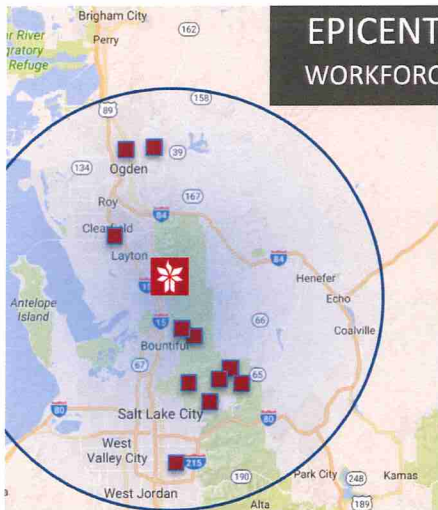 Brigham City
162
Perry
EPICENT
WORKFORC
ar River
gratory
Refuge
158
89
39
134
Ogden
167
Roy
84
Clearfield
Layton
84
15
Henefer
Echo
Antelope
Island
15
66
Coalville
Bountiful
67
65
80
Salt Lake City
80
West
Valley City
215
Park City
Kamas
190
248
West Jordan
Alta
189